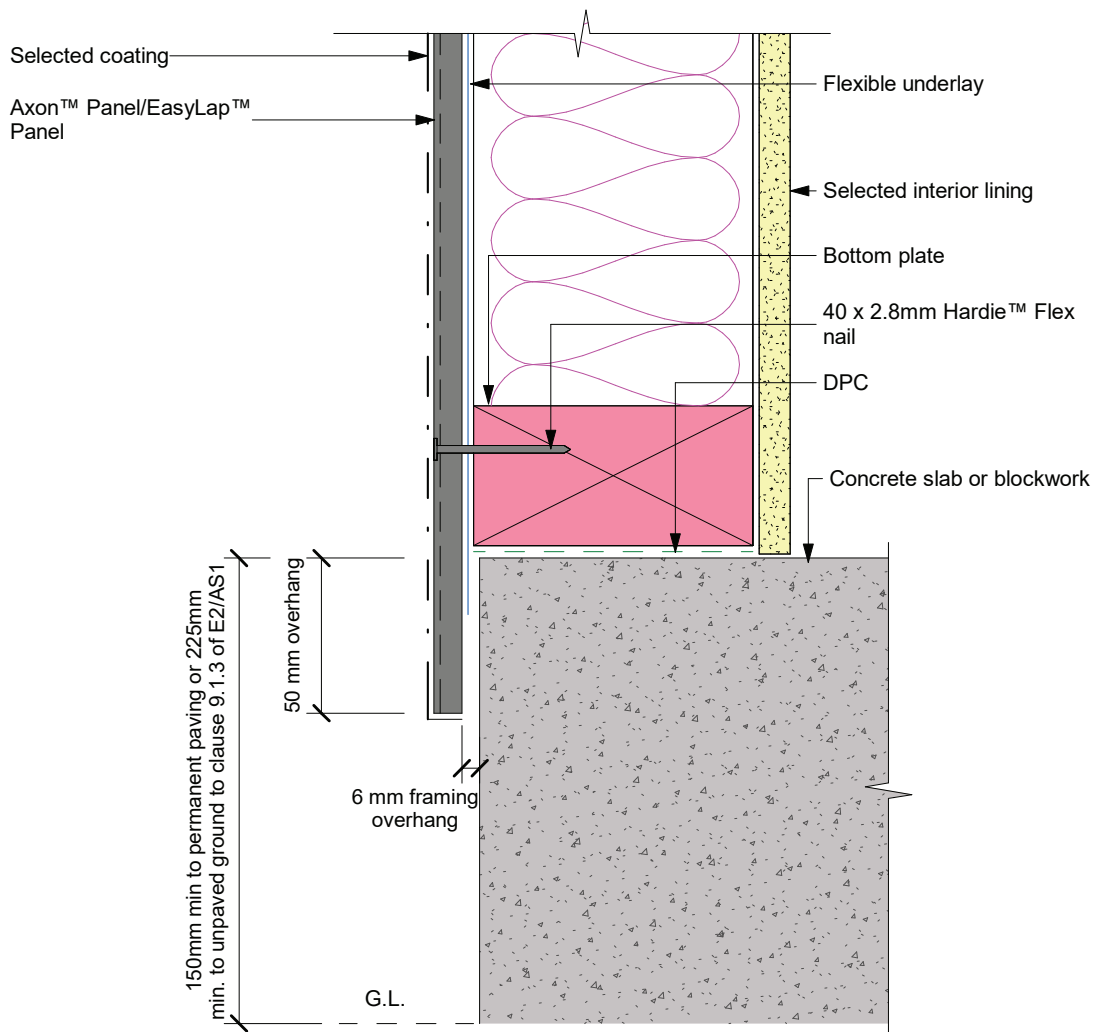 Selected coating
Axon™ Panel/EasyLap™
Panel
Flexible underlay
Selected interior lining
Bottom plate
40 x 2.8mm Hardie™ Flex
nail
DPC
Concrete slab or blockwork
50 mm overhang
150mm min to permanent paving or 225mm
min. to unpaved ground to clause 9.1.3 of E2/AS1
6 mm framing
overhang
G.L.